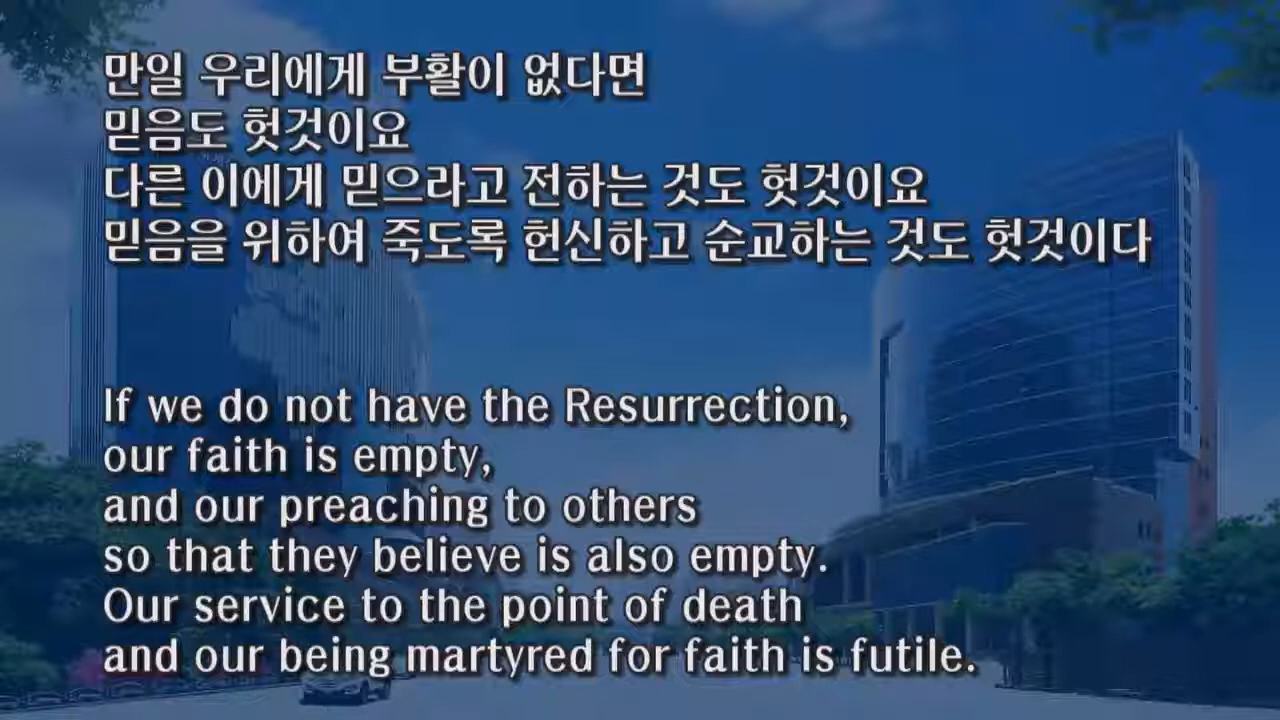 만일 우리에게 부활이 없다면
믿음도 헛것이요
다른 이에게 믿으라고 전하는 것도 헛것이요
믿음을 위하여 죽도록 헌신하고 순교하는 것도 헛것이다
If we do not have the Resurrection,
our faith is empty,
and our preaching to others
so that they believe is also empty.
Our service to the point of death
and our being martyred for faith is futile.